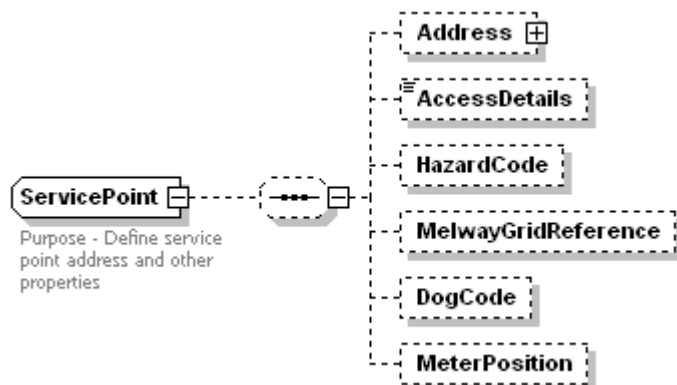 Address
AccessDetails
HazardCode
ServicePoint
Purpose - Define service
point address and other
properties
MelwayGridReference
DogCode
MeterPosition